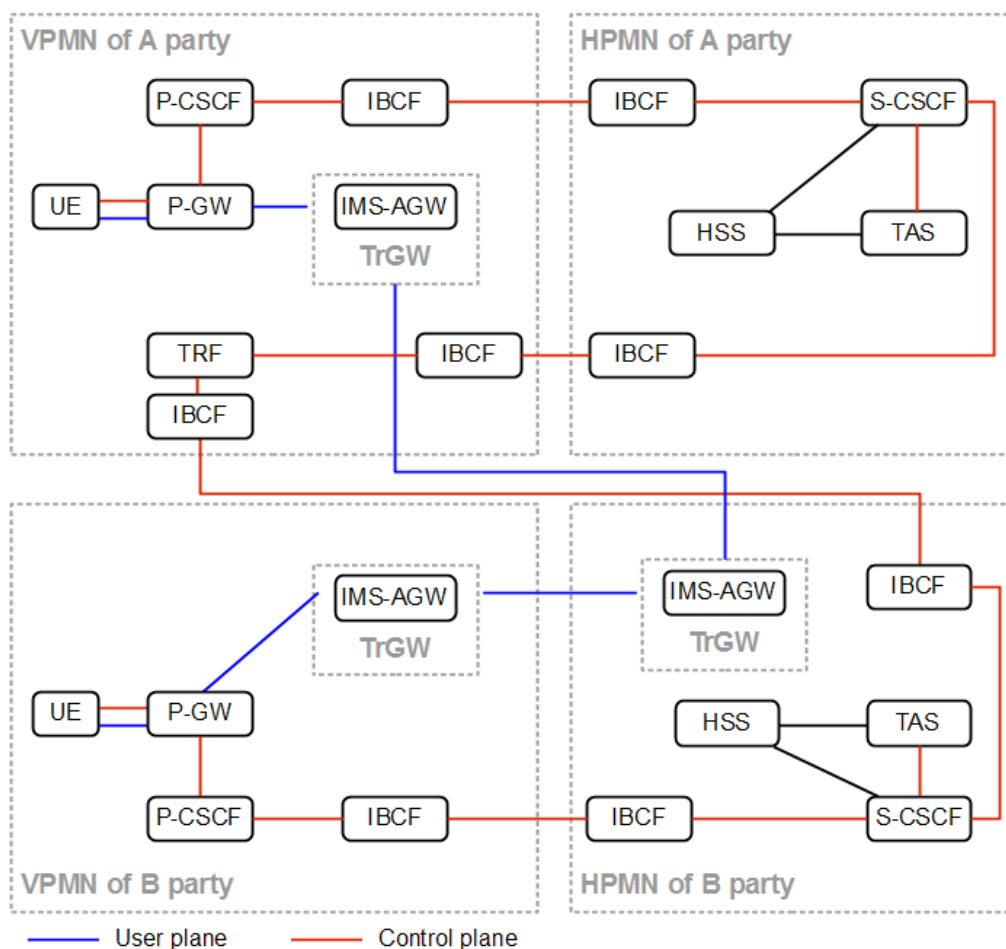 VPMN of A party
HPMN of A party
P-CSCF
IBCF
IBCF
S-CSCF
UE
P-GW
IMS-AGW
TrGW
HSS
TAS
TRF
IBCF
IBCF
IBCF
IMS-AGW
TrGW
IMS-AGW
TrGW
IBCF
UE
P-GW
HSS
TAS
P-CSCF
IBCF
IBCF
S-CSCF
VPMN of B party
HPMN of B party
User plane
Control plane